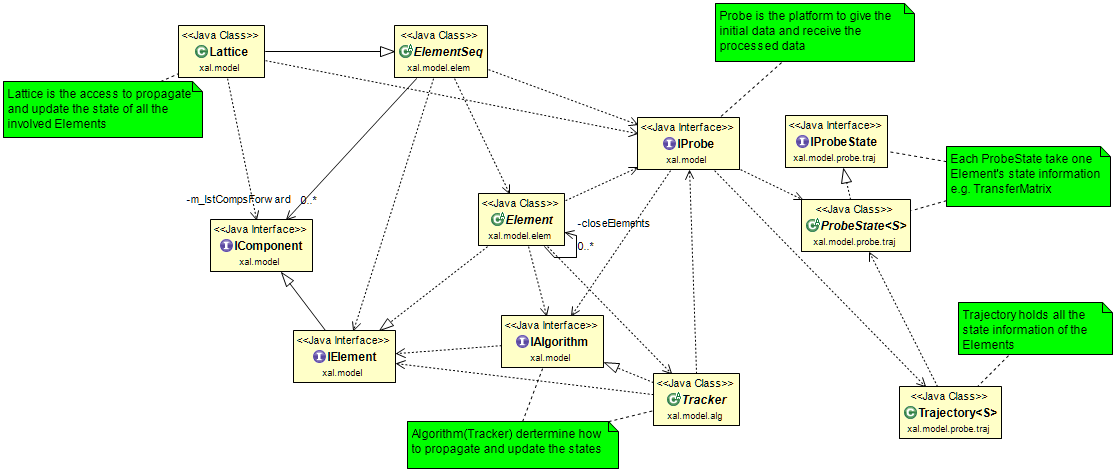 Probe is the platform to give the
initial data and receive the
processed data
<<Java Class>>
Lattice
xal.model
<<Java Class>>
ElementSeq
xal.model.elem
Lattice is the access to propagate
and update the state of all the
involved Elements
<<Java Interface>>
IProbe
xal.model
<<Java Interface>>
IProbeState
xal.model.probe.traj
Each ProbeState take one
Element's state information
e.g. TransferMatrix
-m_lstCompsForward 0..*
<<Java Class>>
Element
xal.model.elem
-closeElements
0..*
<<Java Class>>
ProbeState<S>
xal.model.probe.traj
<<Java Interface>>
IComponent
xal.model
Trajectory holds all the
state information of the
Elements
<<Java Interface>>
IElement
xal.model
<<Java Interface>>
IAlgorithm
xal.model
<<Java Class>>
Tracker
xal.model.alg
<<Java Class>>
Trajectory<S>
xal.model.probe.traj
Algorithm(Tracker) dertermine how
to propagate and update the
states